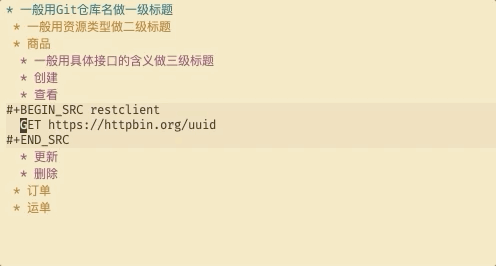 * 一般用Git仓库名做一级标题
* 一般用资源类型做二级标题
* 商品
* 一般用具体接口的含义做三级标题
* 创建
* 查看
#+BEGIN_SRC restclient
GET https://httpbin.org/uuid
#+END_SRC
* 更新
* 删除
* 订单
* 运单